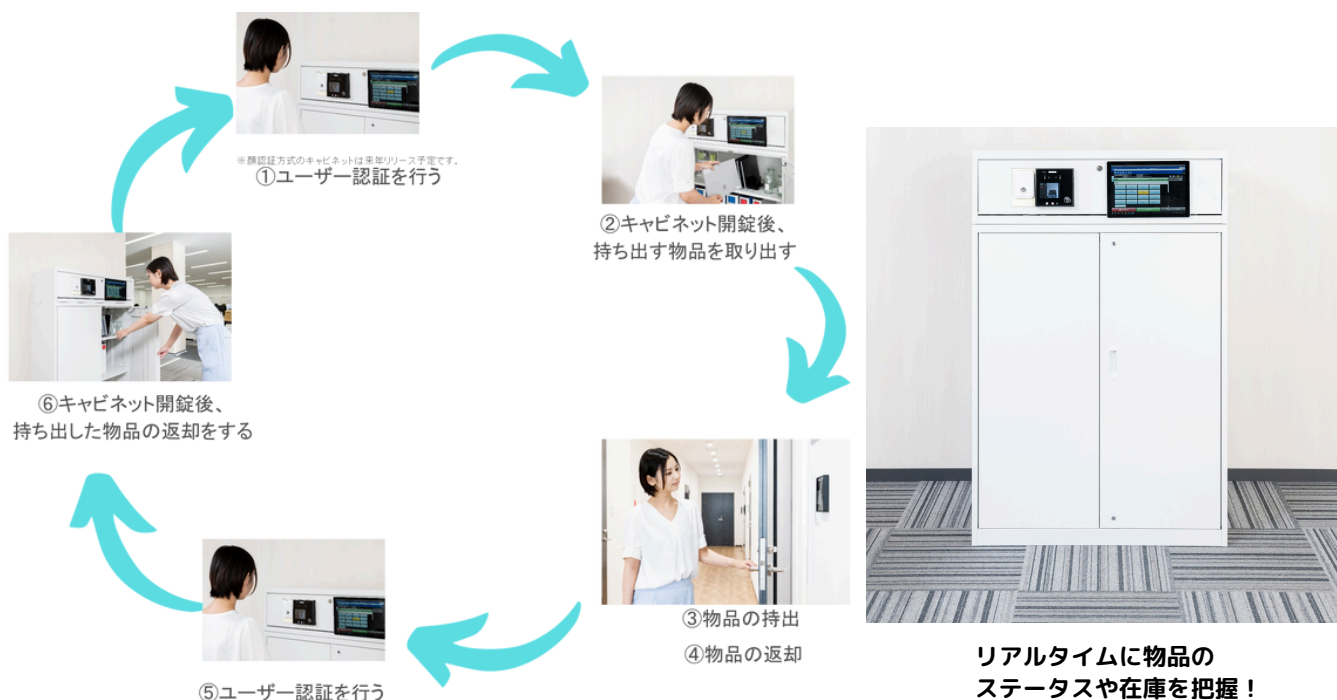 ※顔認証方式のキャビネットは来年リリース予定です。
①ユーザー認証を行う
②キャビネット開錠後、
持ち出す物品を取り出す
③物品の持出
④物品の返却
⑤ユーザー認証を行う
⑥キャビネット開錠後、
持ち出した物品の返却をする
リアルタイムに物品の
ステータスや在庫を把握！